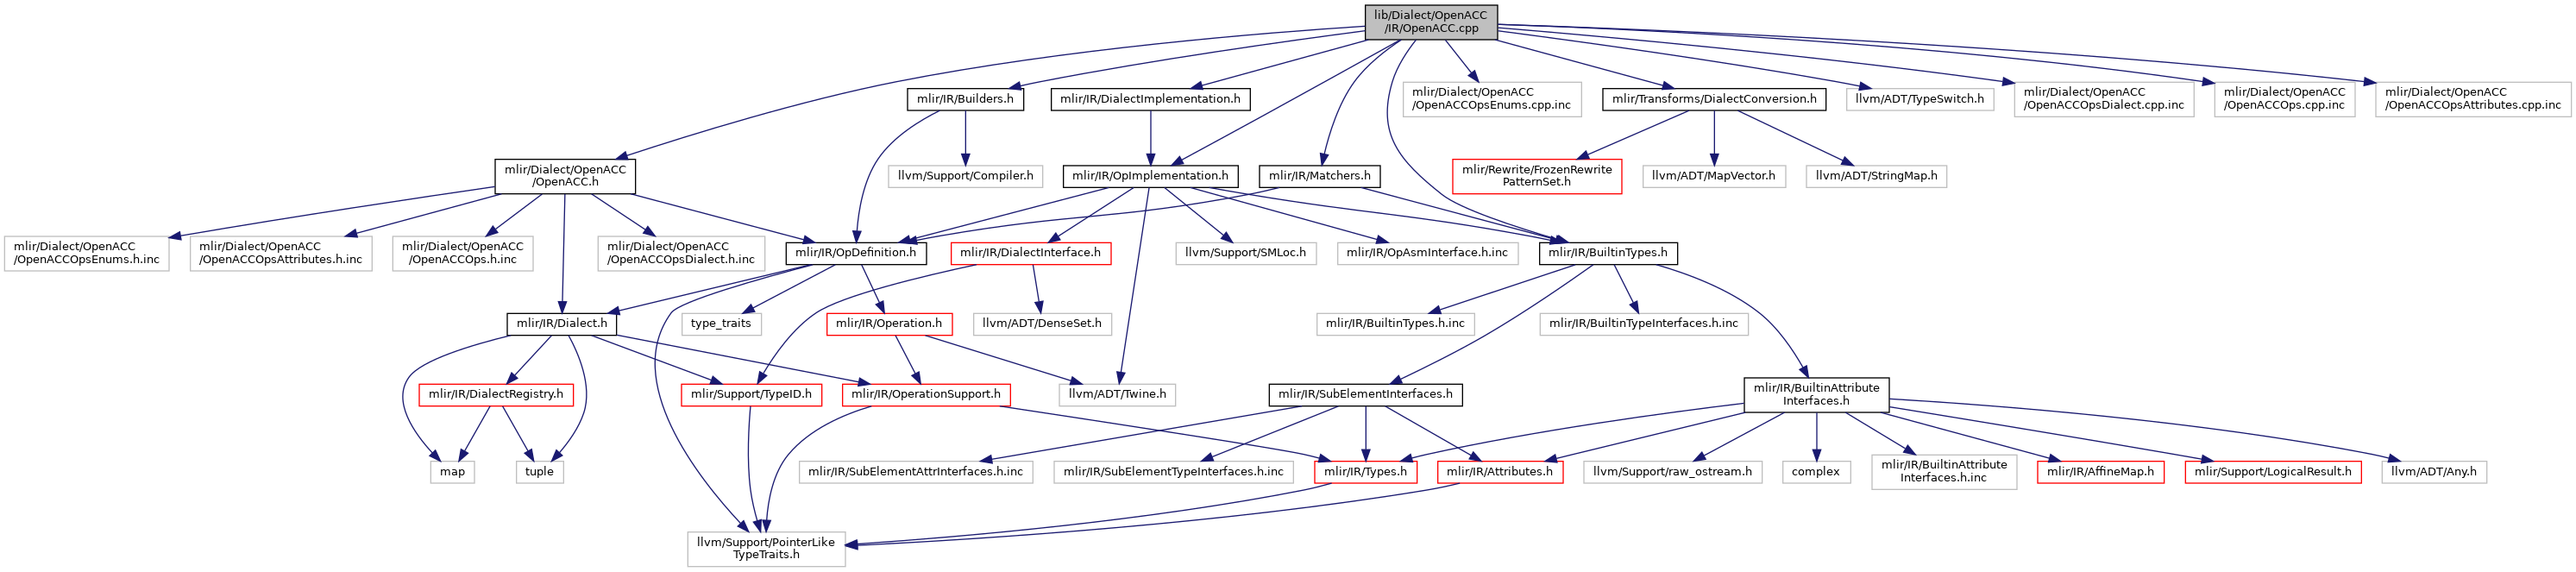 lib/Dialect/OpenACC
/IR/OpenACC.cpp
mlir/IR/Builders.h
mlir/IR/DialectImplementation.h
mlir/Dialect/OpenACC
/OpenACCOpsEnums.cpp.inc
mlir/Transforms/DialectConversion.h
llvm/ADT/TypeSwitch.h
mlir/Dialect/OpenACC
/OpenACCOpsDialect.cpp.inc
mlir/Dialect/OpenACC
/OpenACCOps.cpp.inc
mlir/Dialect/OpenACC
/OpenACCOpsAttributes.cpp.inc
mlir/Dialect/OpenACC
/OpenACC.h
llvm/Support/Compiler.h
mlir/IR/OpImplementation.h
mlir/IR/Matchers.h
mlir/Rewrite/FrozenRewrite
PatternSet.h
llvm/ADT/MapVector.h
llvm/ADT/StringMap.h
mlir/Dialect/OpenACC
/OpenACCOpsEnums.h.inc
mlir/Dialect/OpenACC
/OpenACCOpsAttributes.h.inc
mlir/Dialect/OpenACC
/OpenACCOps.h.inc
mlir/Dialect/OpenACC
/OpenACCOpsDialect.h.inc
mlir/IR/OpDefinition.h
mlir/IR/DialectInterface.h
llvm/Support/SMLoc.h
mlir/IR/OpAsmInterface.h.inc
mlir/IR/BuiltinTypes.h
mlir/IR/Dialect.h
type_traits
mlir/IR/Operation.h
llvm/ADT/DenseSet.h
mlir/IR/BuiltinTypes.h.inc
mlir/IR/BuiltinTypeInterfaces.h.inc
mlir/IR/DialectRegistry.h
mlir/Support/TypeID.h
mlir/IR/OperationSupport.h
llvm/ADT/Twine.h
mlir/IR/SubElementInterfaces.h
mlir/IR/BuiltinAttribute
Interfaces.h
map
tuple
mlir/IR/SubElementAttrInterfaces.h.inc
mlir/IR/SubElementTypeInterfaces.h.inc
mlir/IR/Types.h
mlir/IR/Attributes.h
llvm/Support/raw_ostream.h
complex
mlir/IR/BuiltinAttribute
Interfaces.h.inc
mlir/IR/AffineMap.h
mlir/Support/LogicalResult.h
llvm/ADT/Any.h
llvm/Support/PointerLike
TypeTraits.h